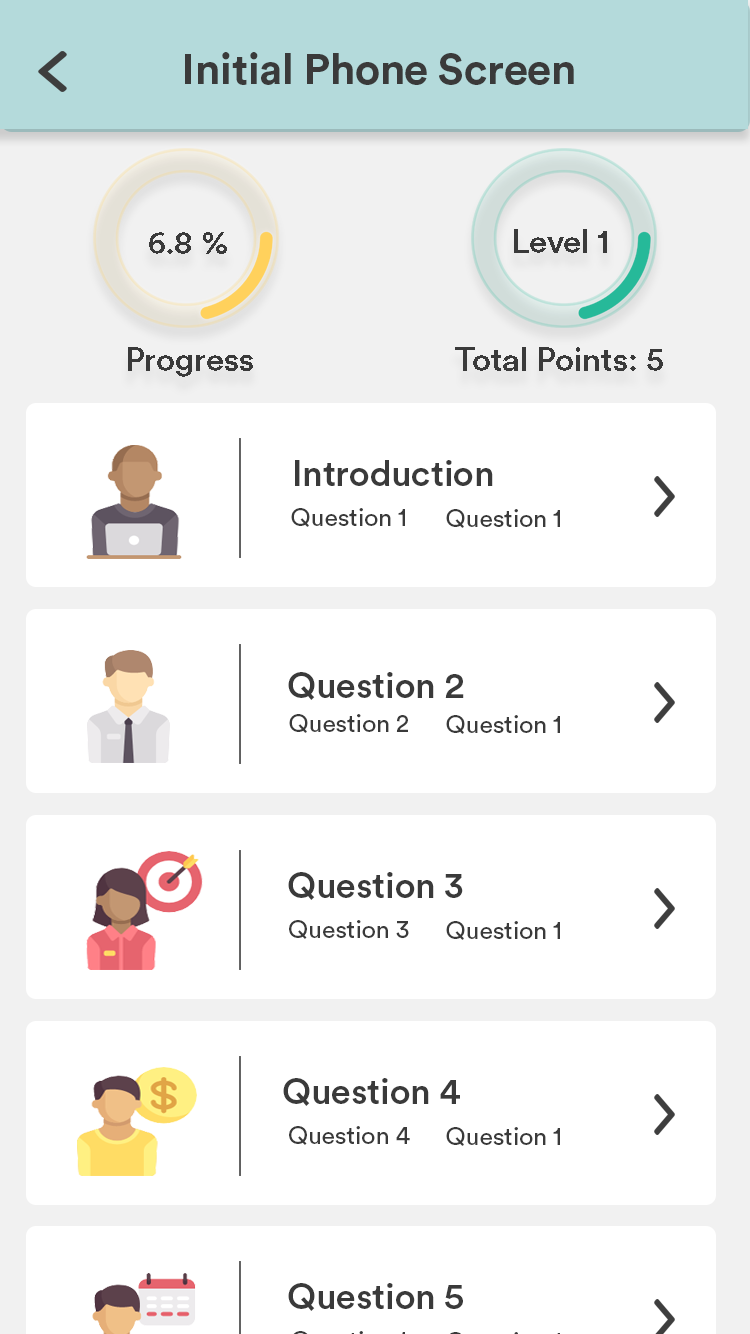 Initial Phone Screen
6.8 %
Level 1
Progress
Total Points: 5
Introduction
Question 1 Question 1
Question 2
Question 2 Question 1
Question 3
Question 3 Question 1
Question 4
Question 4 Question 1
Question 5